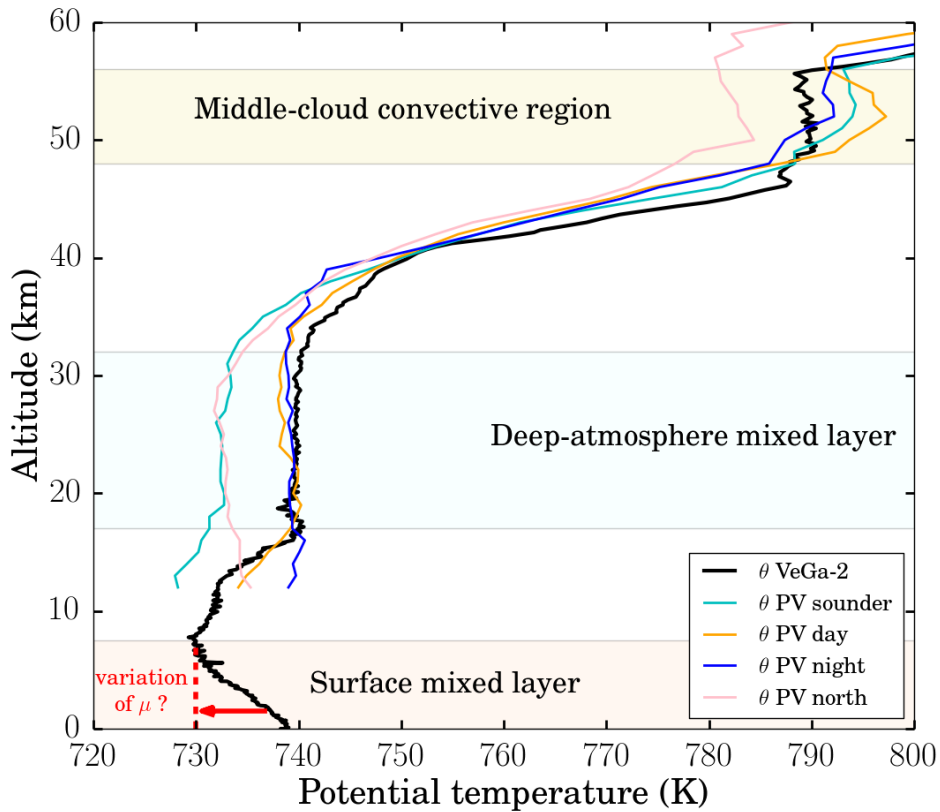 60
50
40
30
20
10
0
Altitude (km)
Middle-cloud convective region
Deep-atmosphere mixed layer
θ VeGa-2
θ PV sounder
θ PV day
θ PV night
θ PV north
variation
of μ ?
Surface mixed layer
720 730 740 750 760 770 780 790 800
Potential temperature (K)